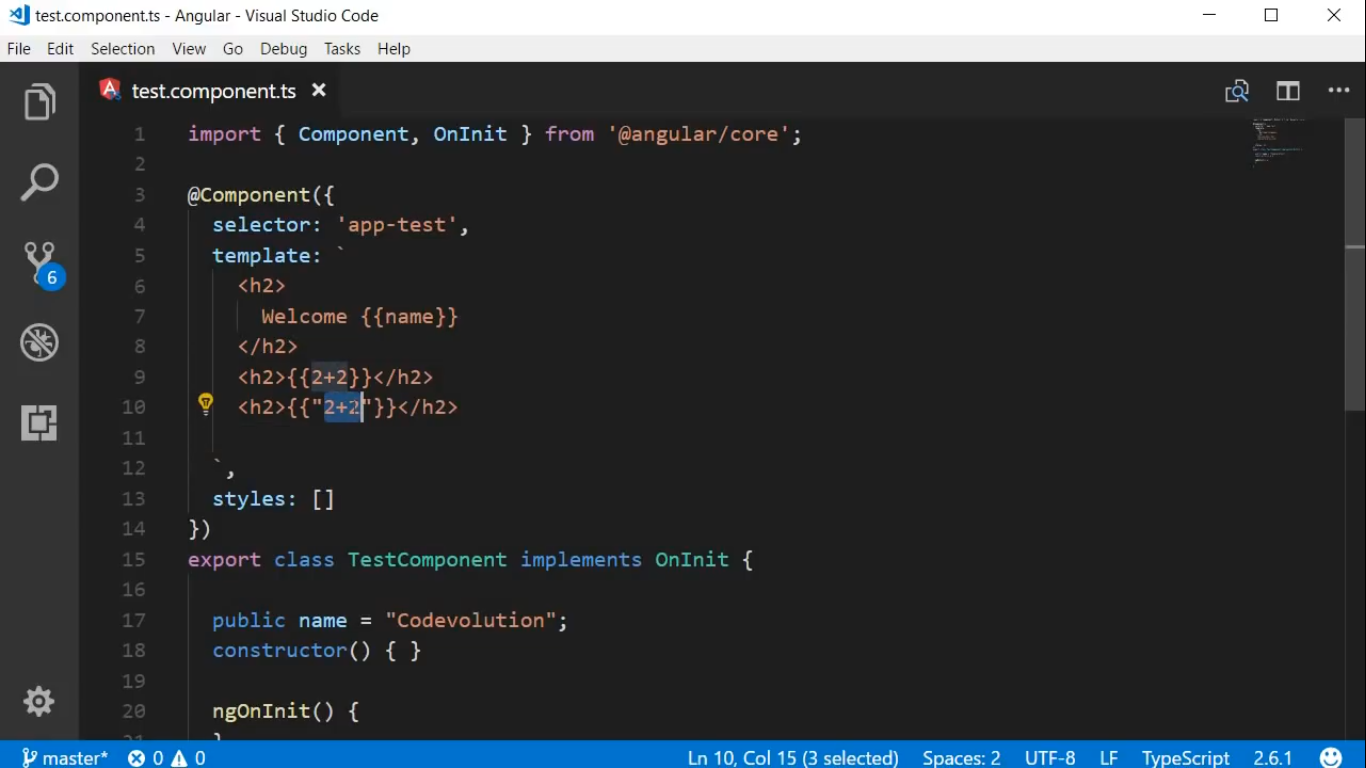 test.component.ts - Angular - Visual Studio Code
File Edit Selection View Go Debug Tasks Help
test.component.ts
1 import { Component, OnInit } from '@angular/core';
2
3 @Component({
4 selector: 'app-test',
5 template: `
6 <h2>
7 Welcome {{name}}
8 </h2>
9 <h2>{{2+2}}</h2>
10 <h2>{{"2+2"}}</h2>
11
12 `,
13 styles: []
14 })
15 export class TestComponent implements OnInit {
16
17 public name = "Codevolution";
18 constructor() { }
19
20 ngOnInit() {
21 }
6
master* 0 0 Ln 10, Col 15 (3 selected) Spaces: 2 UTF-8 LF TypeScript 2.6.1